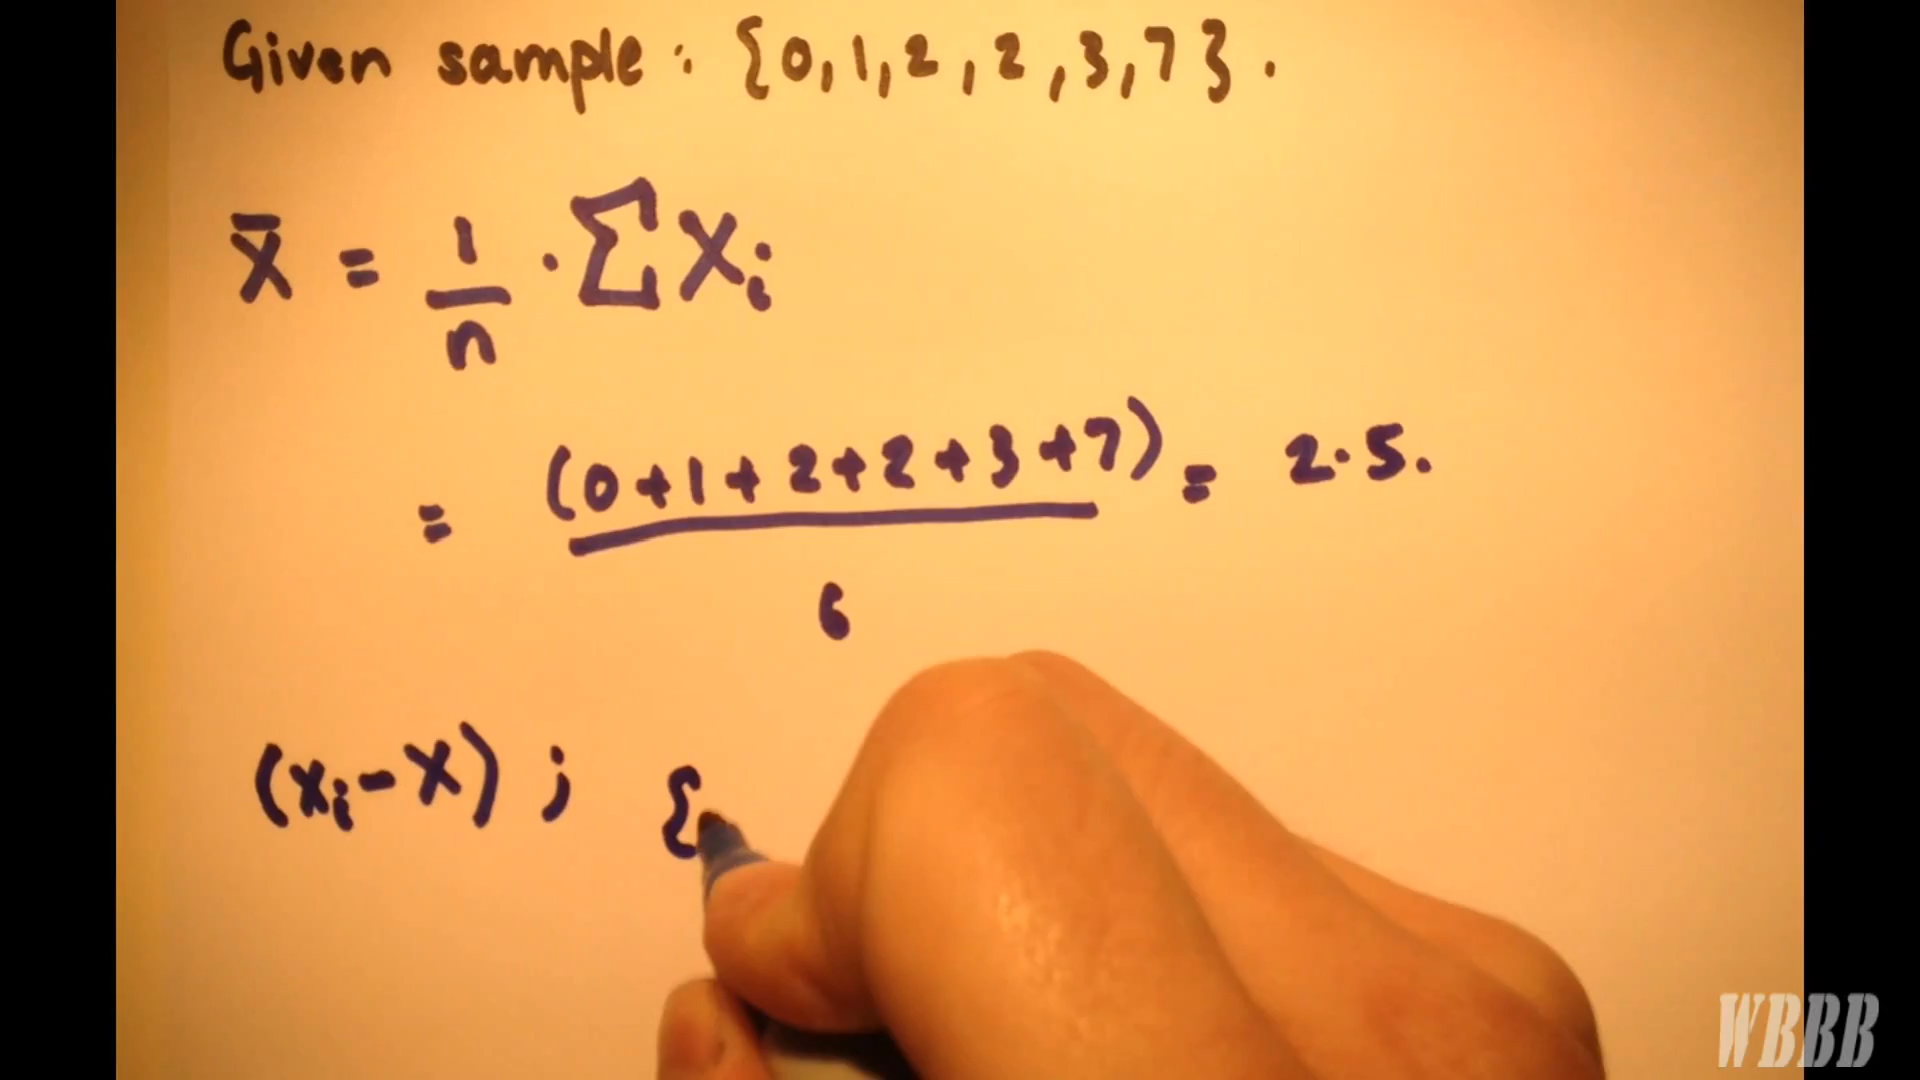 Given sample : {0,1,2,2,3,7}.
X̄ = 1/n · ∑Xi
= (0+1+2+2+3+7)/6 = 2.5.
(xi-X) ; {
WBBB